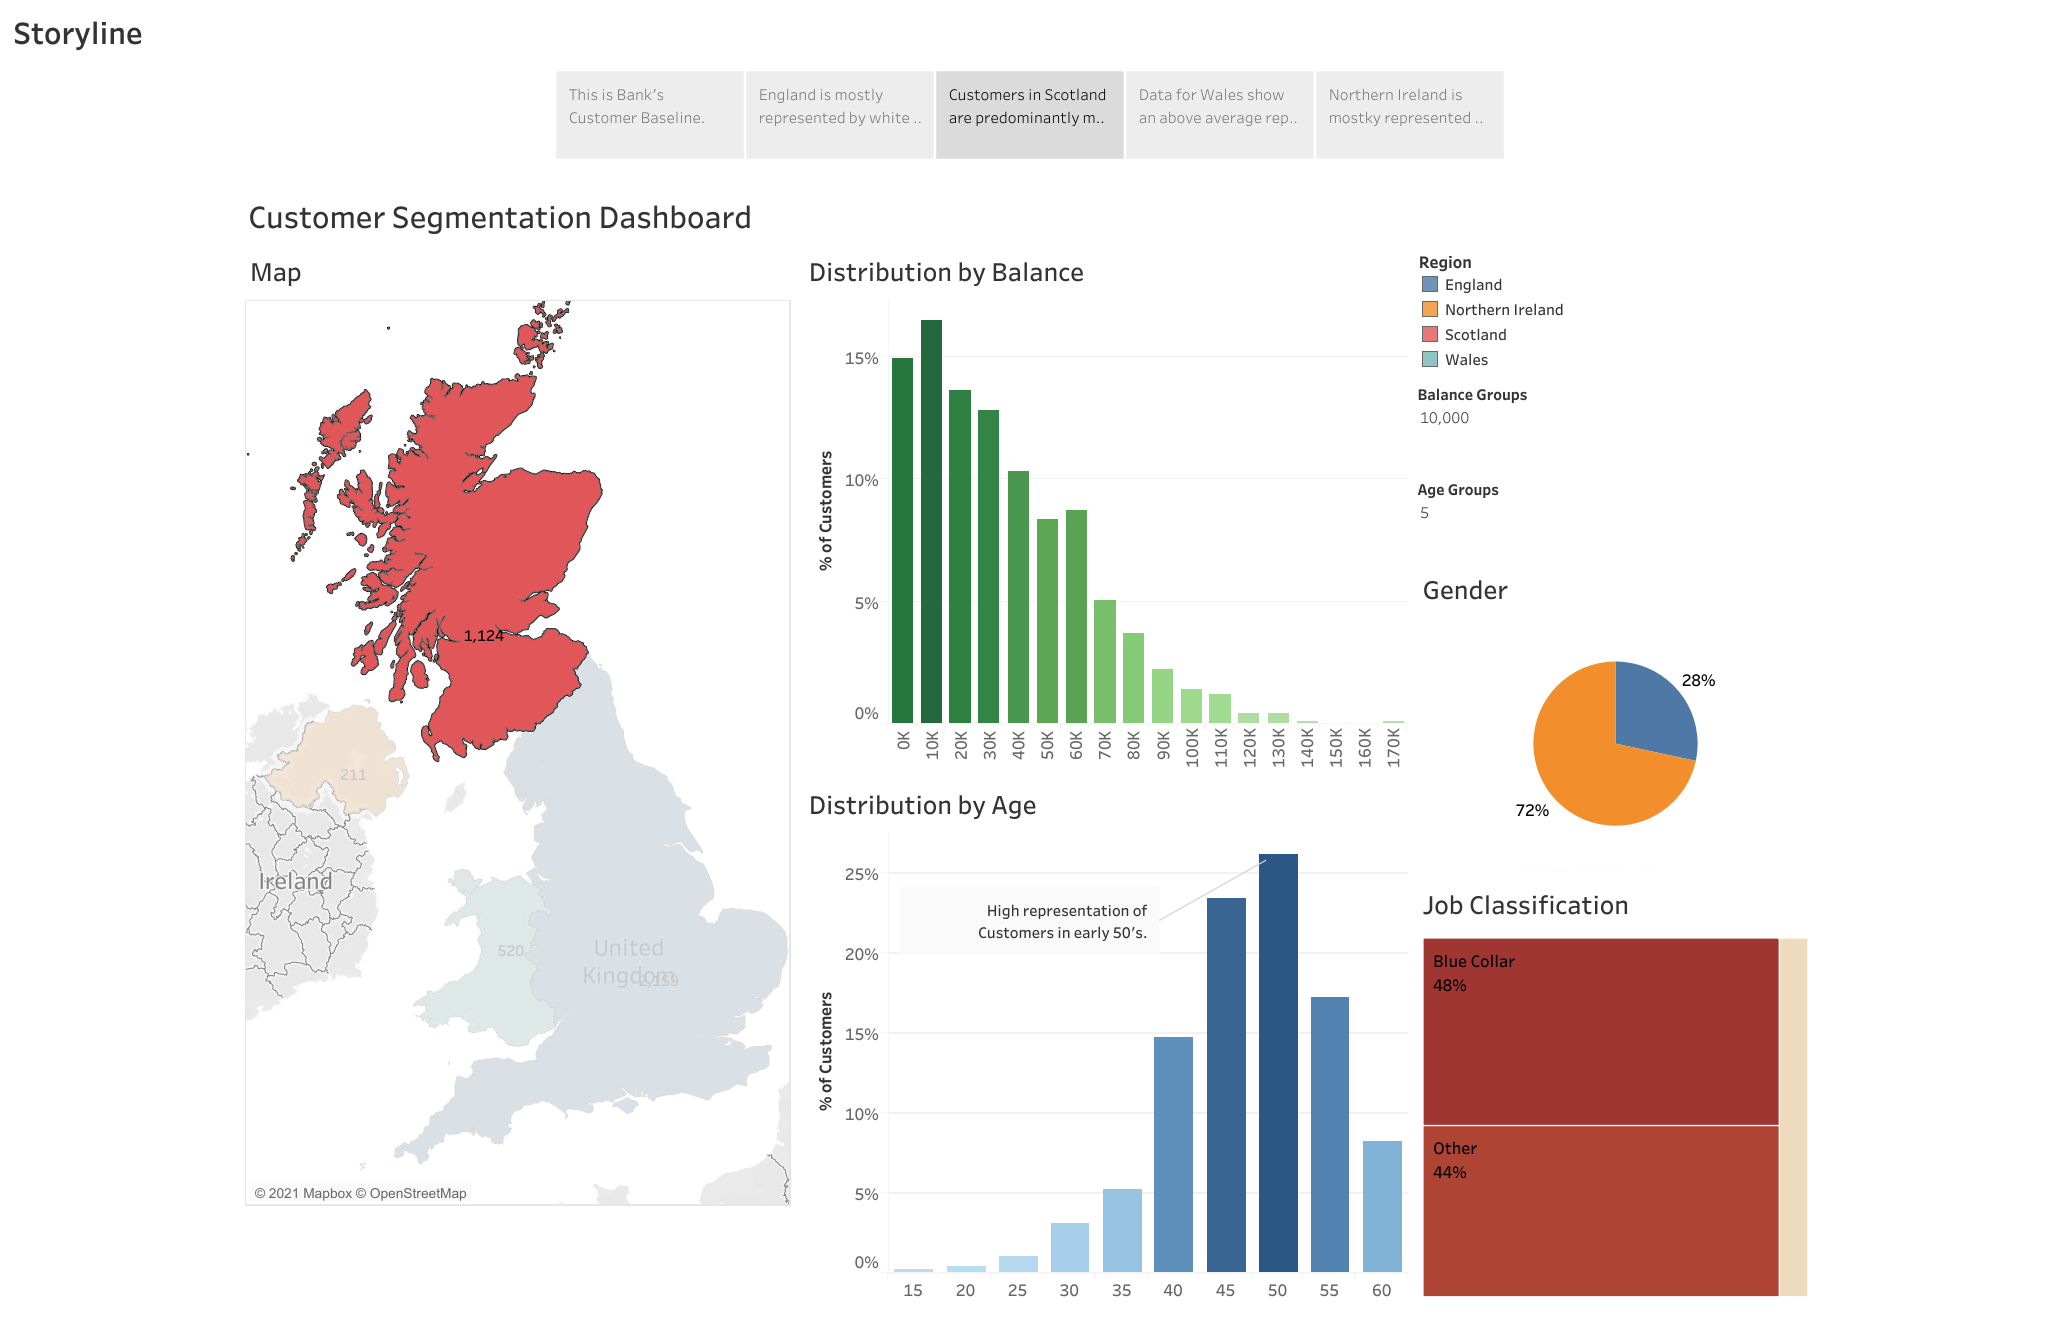 Storyline
This is Bank's
Customer Baseline.
England is mostly
represented by white ..
Customers in Scotland
are predominantly m..
Data for Wales show
an above average rep..
Northern Ireland is
mostky represented ..
Customer Segmentation Dashboard
Map
1,124
211
Ireland
520
United
Kingdom
2,159
© 2021 Mapbox © OpenStreetMap
Distribution by Balance
% of Customers
15%
10%
5%
0%
0K 10K 20K 30K 40K 50K 60K 70K 80K 90K 100K 110K 120K 130K 140K 150K 160K 170K
Distribution by Age
% of Customers
25%
20%
15%
10%
5%
0%
High representation of
Customers in early 50's.
15 20 25 30 35 40 45 50 55 60
Region
England
Northern Ireland
Scotland
Wales
Balance Groups
10,000
Age Groups
5
Gender
28%
72%
Job Classification
Blue Collar
48%
Other
44%